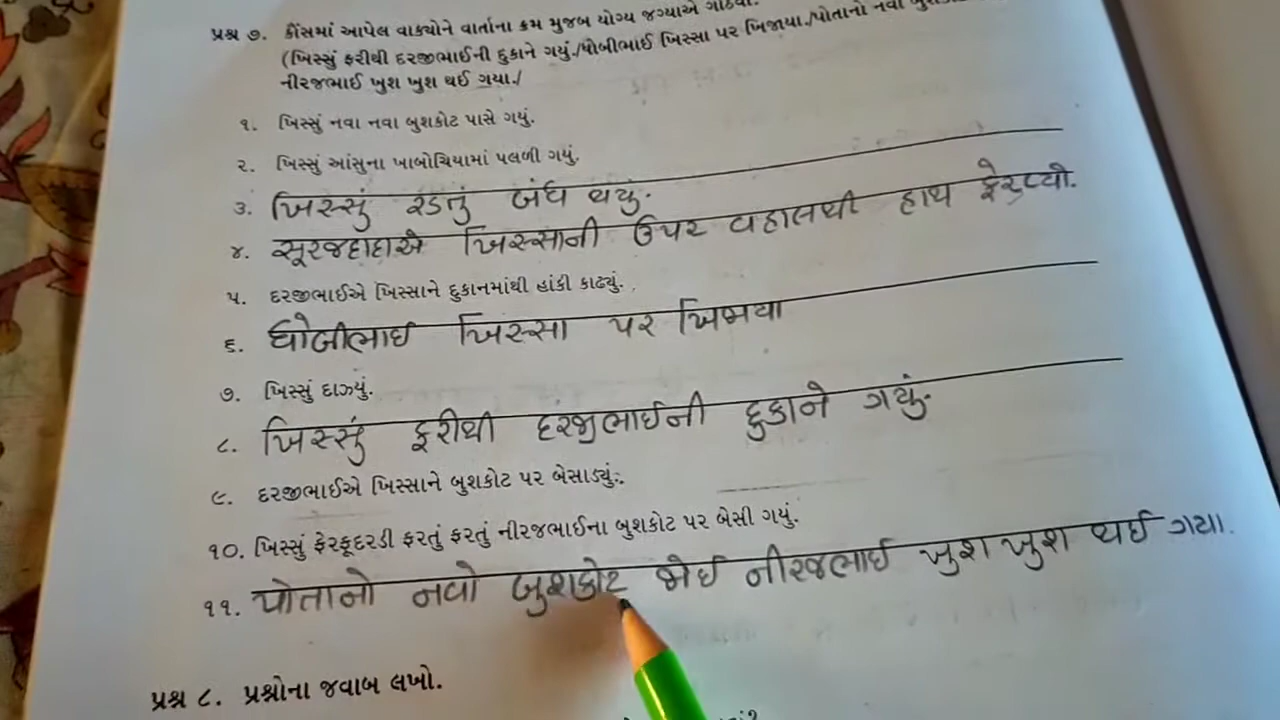 પ્રશ્ન ૭. કૌંસમાં આપેલ વાક્યોને વાર્તાના ક્રમ મુજબ યોગ્ય જગ્યાએ ગોઠવો.
(ખિસ્સું ફરીથી દરજીભાઈની દુકાને ગયું./ધોબીભાઈ ખિસ્સા પર ખિજાયા./પોતાનો નવો
નીરજભાઈ ખુશ ખુશ થઈ ગયા./
૧. ખિસ્સું નવા નવા બુશકોટ પાસે ગયું.
૨. ખિસ્સું આંસુના ખાબોચિયામાં પલળી ગયું.
૩. ખિસ્સું રડતું બંધ થયું.
૪. સૂરજદાદાએ ખિસ્સાની ઉપર વહાલથી હાથ ફેરવ્યો.
૫. દરજીભાઈએ ખિસ્સાને દુકાનમાંથી હાંકી કાઢ્યું.
૬. ધોબીભાઈ ખિસ્સા પર ખિજાયા
૭. ખિસ્સું દાઝ્યું.
૮. ખિસ્સું ફરીથી દરજીભાઈની દુકાને ગયું.
૯. દરજીભાઈએ ખિસ્સાને બુશકોટ પર બેસાડ્યું.
૧૦. ખિસ્સું ફેરફૂદરડી ફરતું ફરતું નીરજભાઈના બુશકોટ પર બેસી ગયું.
૧૧. પોતાનો નવો બુશકોટ જોઈ નીરજભાઈ ખુશ ખુશ થઈ ગયા.
પ્રશ્ન ૮. પ્રશ્નોના જવાબ લખો.